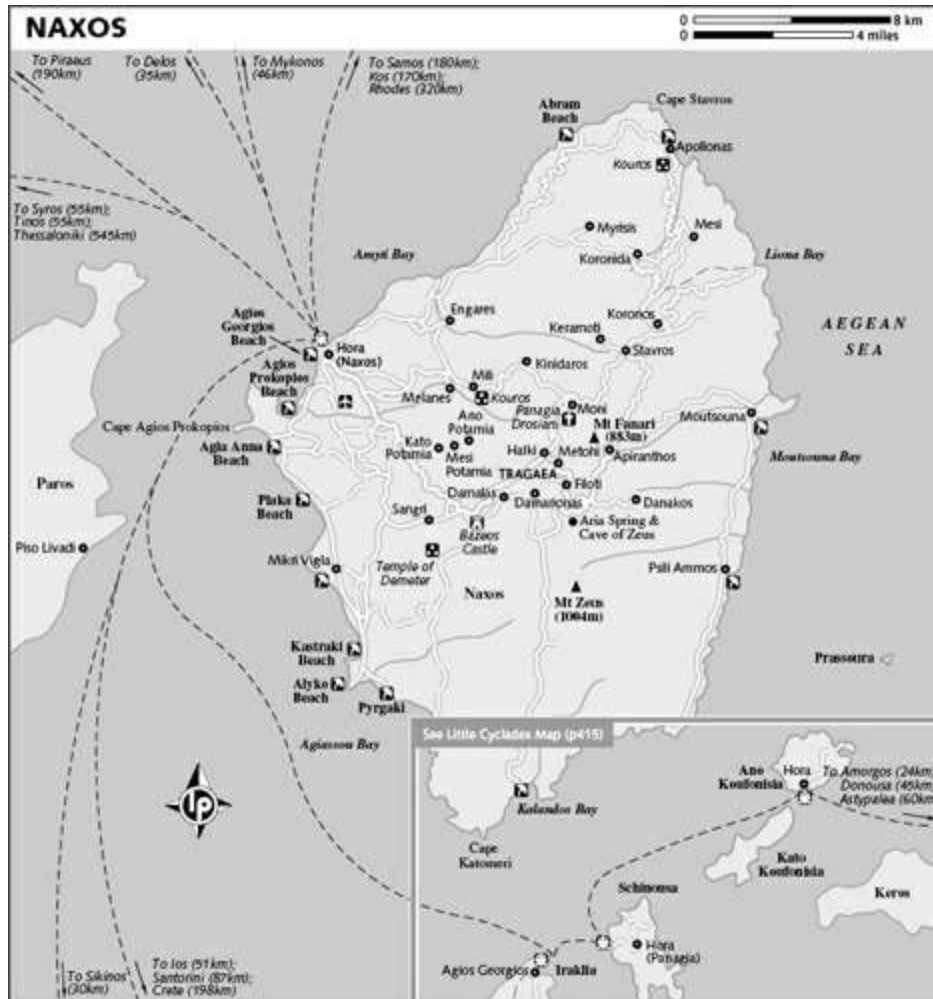 NAXOS
0 8 km
0 4 miles
To Piraeus
(190km)
To Delos
(35km)
To Mykonos
(46km)
To Samos (180km);
Kos (170km);
Rhodes (320km)
Abram
Beach
Cape Stavros
Apollonas
Kouros
To Syros (55km);
Tinos (55km);
Thessaloniki (545km)
Myrisis
Mesi
Koronida
Amyti Bay
Liona Bay
Engares
Koronos
Keramoti
Stavros
AEGEAN
SEA
Agios
Georgios
Beach
Hora
(Naxos)
Kinidaros
Agios
Prokopios
Beach
Mili
Melanes
Kouros
Panagia
Drosiani
Moni
Mt Fanari
(883m)
Moutsouna
Cape Agios Prokopios
Ano
Potamia
Kato
Potamia
Mesi
Potamia
Halki
Metohi
Apiranthos
Agia Anna
Beach
Moutsouna Bay
TRAGAEA
Filoti
Paros
Plaka
Beach
Damalas
Damarionas
Danakos
Sangri
Bazeos
Castle
Aria Spring &
Cave of Zeus
Piso Livadi
Mikri Vigla
Temple of
Demeter
Psili Ammos
Naxos
Mt Zeus
(1004m)
Kastraki
Beach
Prassoura
Alyko
Beach
Pyrgaki
Agiassou Bay
See Little Cyclades Map (p415)
lp
Kalandos Bay
Cape
Katomeri
Ano
Koufonisia
Hora
To Amorgos (24km)
Donousa (45km)
Astypalea (60km
Kato
Koufonisia
Keros
Schinousa
Hora
(Panagia)
Agios Georgios
Iraklia
To Sikinos
(30km)
To Ios (51km);
Santorini (87km);
Crete (198km)